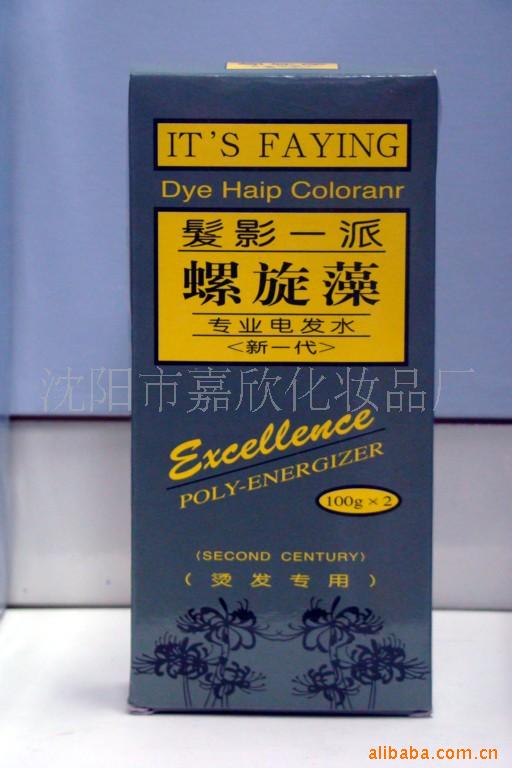 IT'S FAYING
Dye Haip Coloranr
髮影一派
螺旋藻
专业电发水
<新一代>
沈阳市嘉欣化妆品厂
Excellence
POLY-ENERGIZER
100g × 2
(SECOND CENTURY)
(烫发专用)
alibaba.com.cn